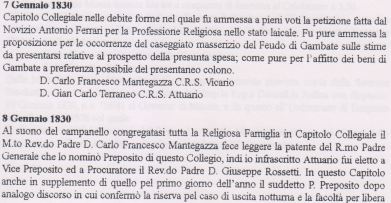 7 Gennaio 1830
Capitolo Collegiale nelle debite forme nel quale fu ammessa a pieni voti la petizione fatta dal
Novizio Antonio Ferrari per la Professione Religiosa nello stato laicale. Fu pure ammessa la
proposizione per le occorrenze del caseggiato masserizio del Feudo di Gambate sulle stime
da presentarsi relative al prospetto della presunta spesa; come pure per l'affitto dei beni di
Gambate a preferenza possibile del presentaneo colono.
D. Carlo Francesco Mantegazza C.R.S. Vicario
D. Gian Carlo Terraneo C.R.S. Attuario
8 Gennaio 1830
Al suono del campanello congregatasi tutta la Religiosa Famiglia in Capitolo Collegiale il
M.to Rev.do Padre D. Carlo Francesco Mantegazza fece leggere la patente del R.mo Padre
Generale che lo nominò Preposito di questo Collegio, indi io infrascritto Attuario fui eletto a
Vice Preposito ed a Procuratore il Rev.do Padre D. Giuseppe Rossetti. In questo Capitolo
anche in supplemento di quello pel primo giorno dell'anno il suddetto P. Preposito dopo
analogo discorso in cui confermò la riserva pel caso di uscita notturna e la facoltà per libera